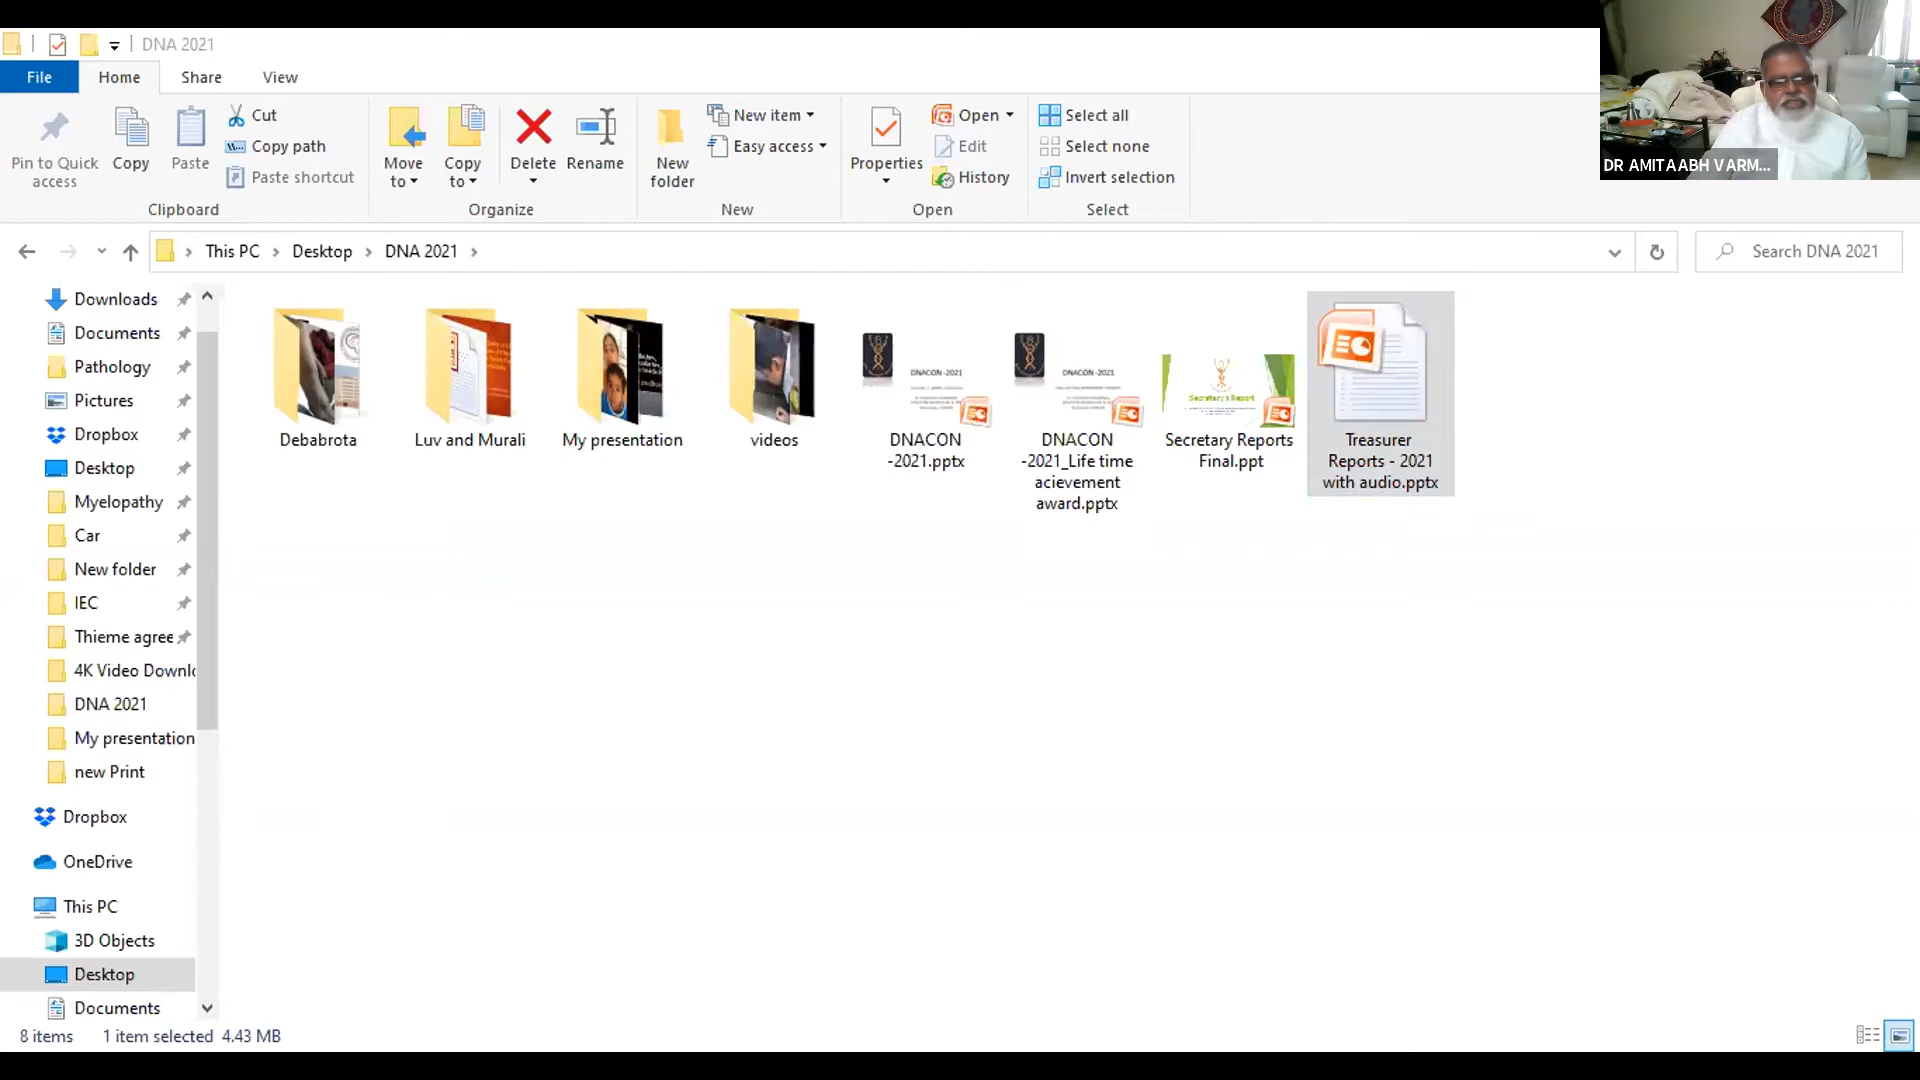 DNA 2021
File
Home
Share
View
Pin to Quick
access
Copy
Paste
Cut
Copy path
Paste shortcut
Clipboard
Move
to
Copy
to
Delete
Rename
Organize
New
folder
New item
Easy access
New
Properties
Open
Edit
History
Open
Select all
Select none
Invert selection
Select
DR AMITAABH VARM...
This PC
Desktop
DNA 2021
Search DNA 2021
Downloads
Documents
Pathology
Pictures
Dropbox
Desktop
Myelopathy
Car
New folder
IEC
Thieme agree
4K Video Downlo
DNA 2021
My presentation
new Print
Dropbox
OneDrive
This PC
3D Objects
Desktop
Documents
Debabrota
Luv and Murali
My presentation
videos
DNACON -2021
DNACON
-2021.pptx
DNACON -2021
DNACON
-2021_Life time
acievement
award.pptx
Secretary's Report
Secretary Reports
Final.ppt
Treasurer
Reports - 2021
with audio.pptx
8 items
1 item selected 4.43 MB